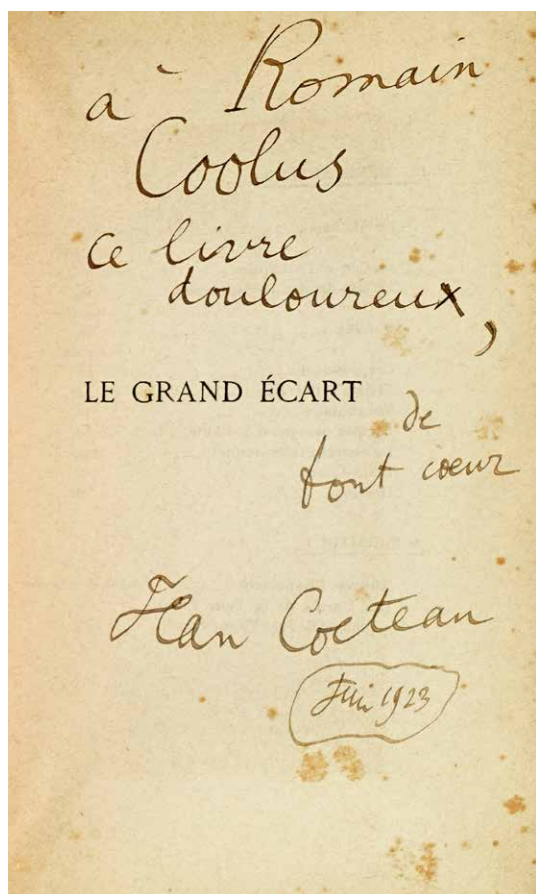 à Romain
Coolus
ce livre
douloureux,
LE GRAND ÉCART
de
tout cœur
Jean Cocteau
Juin 1923